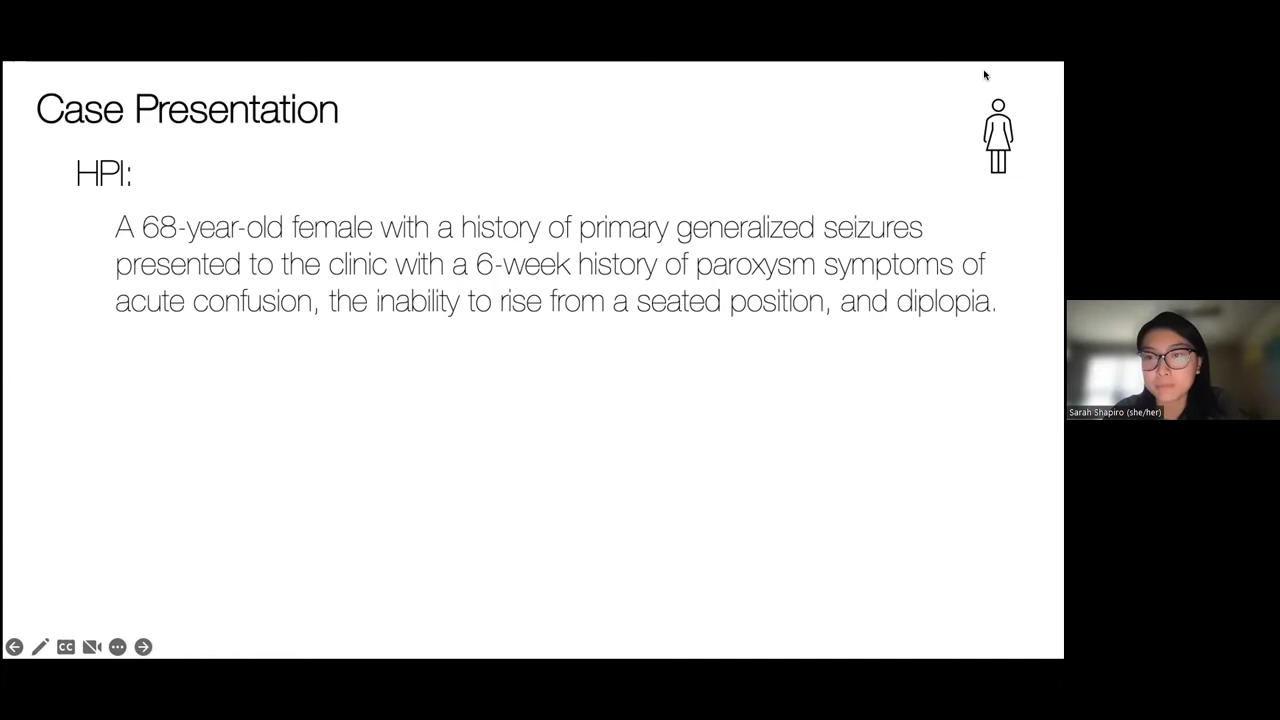 Case Presentation
HPI:
A 68-year-old female with a history of primary generalized seizures
presented to the clinic with a 6-week history of paroxysm symptoms of
acute confusion, the inability to rise from a seated position, and diplopia.
Sarah Shapiro (she/her)
CC